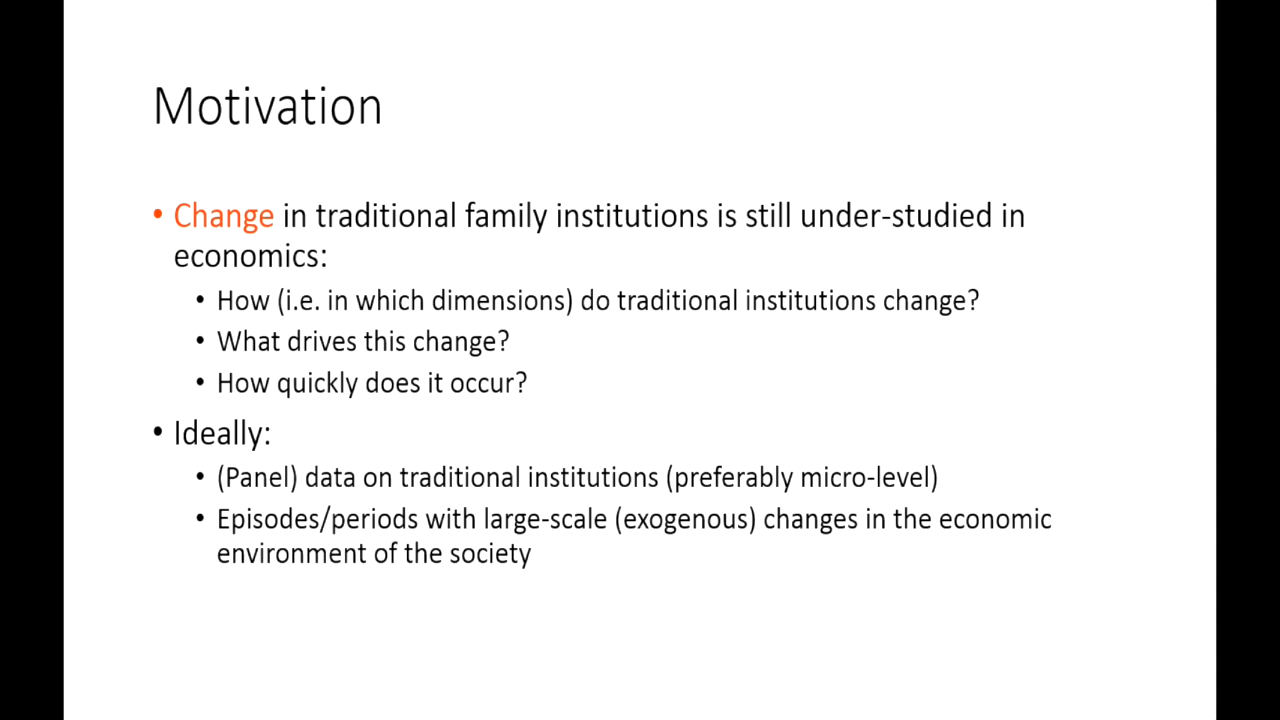 Motivation
• Change in traditional family institutions is still under-studied in
economics:
• How (i.e. in which dimensions) do traditional institutions change?
• What drives this change?
• How quickly does it occur?
• Ideally:
• (Panel) data on traditional institutions (preferably micro-level)
• Episodes/periods with large-scale (exogenous) changes in the economic
environment of the society